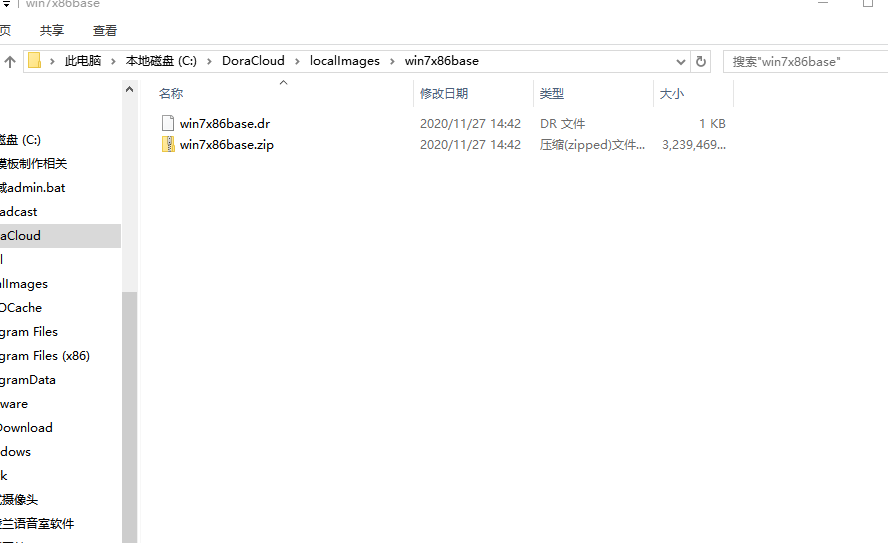 win7x86base
页 共享 查看
此电脑 本地磁盘 (C:) DoraCloud localImages win7x86base 搜索"win7x86base"
名称 修改日期 类型 大小
win7x86base.dr 2020/11/27 14:42 DR 文件 1 KB
win7x86base.zip 2020/11/27 14:42 压缩(zipped)文件... 3,239,469...
磁盘 (C:)
模板制作相关
域admin.bat
adcast
aCloud
l
alImages
OCache
gram Files
gram Files (x86)
gramData
ware
Download
dows
k
摄像头
兰语音室软件